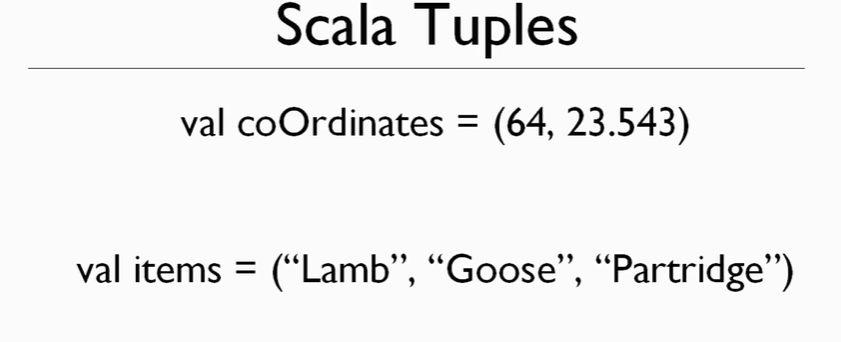 Scala Tuples
val coOrdinates = (64, 23.543)
val items = (“Lamb”, “Goose”, “Partridge”)